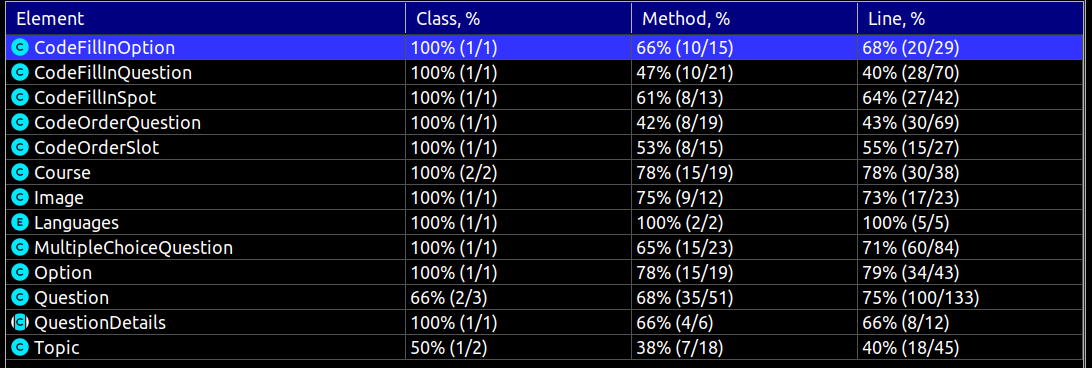 Element Class, % Method, % Line, %
C CodeFillInOption 100% (1/1) 66% (10/15) 68% (20/29)
C CodeFillInQuestion 100% (1/1) 47% (10/21) 40% (28/70)
C CodeFillInSpot 100% (1/1) 61% (8/13) 64% (27/42)
C CodeOrderQuestion 100% (1/1) 42% (8/19) 43% (30/69)
C CodeOrderSlot 100% (1/1) 53% (8/15) 55% (15/27)
C Course 100% (2/2) 78% (15/19) 78% (30/38)
C Image 100% (1/1) 75% (9/12) 73% (17/23)
E Languages 100% (1/1) 100% (2/2) 100% (5/5)
C MultipleChoiceQuestion 100% (1/1) 65% (15/23) 71% (60/84)
C Option 100% (1/1) 78% (15/19) 79% (34/43)
C Question 66% (2/3) 68% (35/51) 75% (100/133)
C QuestionDetails 100% (1/1) 66% (4/6) 66% (8/12)
C Topic 50% (1/2) 38% (7/18) 40% (18/45)